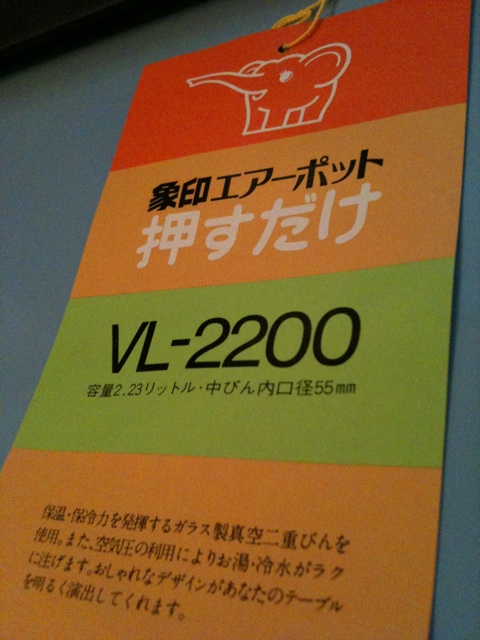 象印エアーポット
押すだけ
VL-2200
容量2.23リットル・中びん内口径55mm
保温・保冷力を発揮するガラス製真空二重びんを
使用。また、空気圧の利用によりお湯・冷水がラク
に注げます。おしゃれなデザインがあなたのテーブル
を明るく演出してくれます。